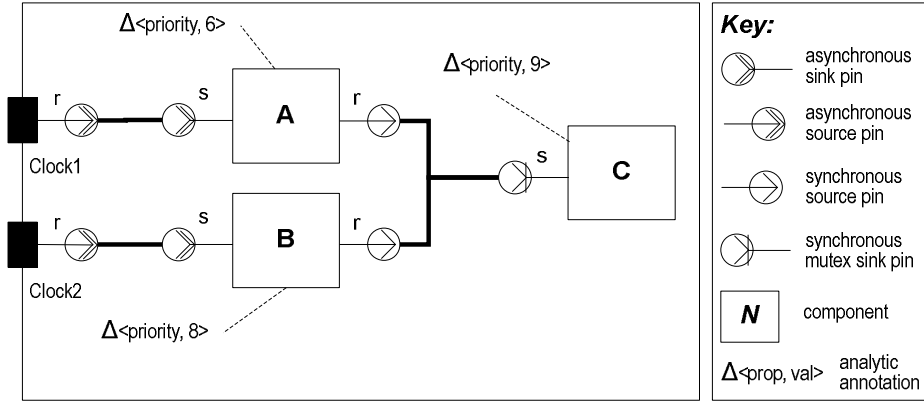 Δ<priority, 6>
Δ<priority, 9>
r
s
A
r
Clock1
s
C
r
s
B
r
Clock2
Δ<priority, 8>
Key:
asynchronous
sink pin
asynchronous
source pin
synchronous
source pin
synchronous
mutex sink pin
N
component
Δ<prop, val>
analytic
annotation